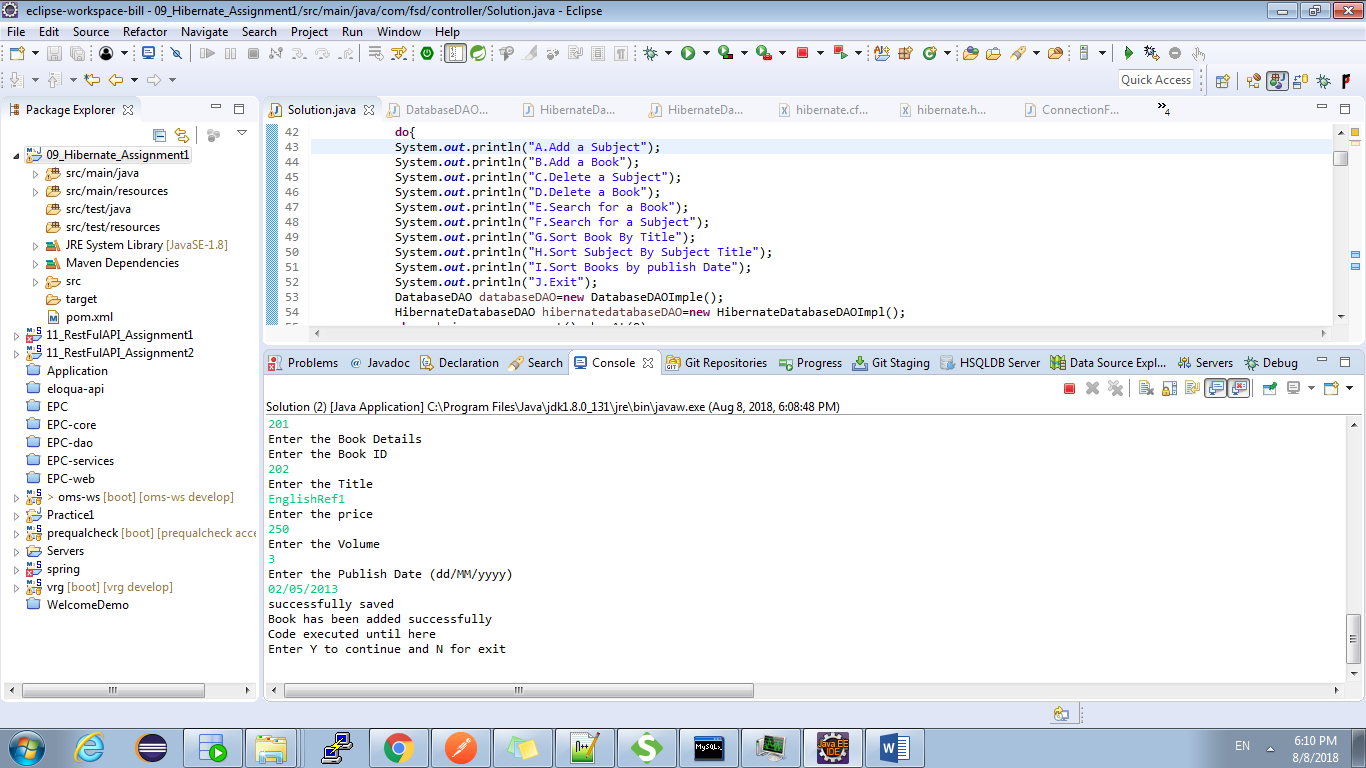 eclipse-workspace-bill - 09_Hibernate_Assignment1/src/main/java/com/fsd/controller/Solution.java - Eclipse
File Edit Source Refactor Navigate Search Project Run Window Help
Quick Access
Package Explorer
09_Hibernate_Assignment1
src/main/java
src/main/resources
src/test/java
src/test/resources
JRE System Library [JavaSE-1.8]
Maven Dependencies
src
target
pom.xml
11_RestFulAPI_Assignment1
11_RestFulAPI_Assignment2
Application
eloqua-api
EPC
EPC-core
EPC-dao
EPC-services
EPC-web
> oms-ws [boot] [oms-ws develop]
Practice1
prequalcheck [boot] [prequalcheck acce
Servers
spring
vrg [boot] [vrg develop]
WelcomeDemo
Solution.java DatabaseDAO... HibernateDa... HibernateDa... hibernate.cf... hibernate.h... ConnectionF... »4
42 do{
43 System.out.println("A.Add a Subject");
44 System.out.println("B.Add a Book");
45 System.out.println("C.Delete a Subject");
46 System.out.println("D.Delete a Book");
47 System.out.println("E.Search for a Book");
48 System.out.println("F.Search for a Subject");
49 System.out.println("G.Sort Book By Title");
50 System.out.println("H.Sort Subject By Subject Title");
51 System.out.println("I.Sort Books by publish Date");
52 System.out.println("J.Exit");
53 DatabaseDAO databaseDAO=new DatabaseDAOImple();
54 HibernateDatabaseDAO hibernatedatabaseDAO=new HibernateDatabaseDAOImpl();
Problems @ Javadoc Declaration Search Console Git Repositories Progress Git Staging HSQLDB Server Data Source Expl... Servers Debug
Solution (2) [Java Application] C:\Program Files\Java\jdk1.8.0_131\jre\bin\javaw.exe (Aug 8, 2018, 6:08:48 PM)
201
Enter the Book Details
Enter the Book ID
202
Enter the Title
EnglishRef1
Enter the price
250
Enter the Volume
3
Enter the Publish Date (dd/MM/yyyy)
02/05/2013
successfully saved
Book has been added successfully
Code executed until here
Enter Y to continue and N for exit
MySQL
Java EE
IDE
EN
6:10 PM
8/8/2018